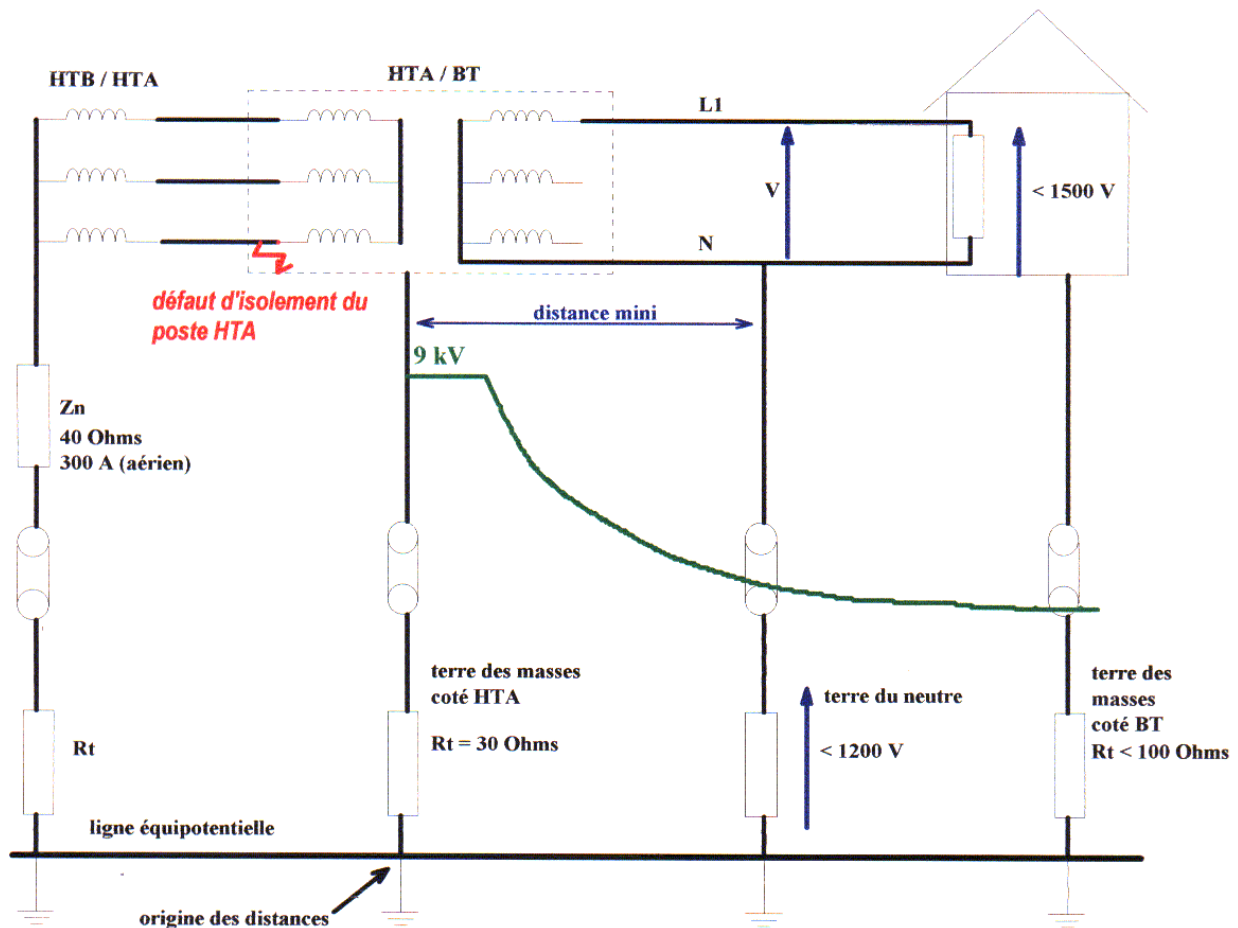 HTB / HTA
HTA / BT
L1
V
< 1500 V
N
défaut d'isolement du
poste HTA
distance mini
9 kV
Zn
40 Ohms
300 A (aérien)
terre des masses
coté HTA
Rt = 30 Ohms
terre du neutre
< 1200 V
terre des
masses
coté BT
Rt < 100 Ohms
Rt
ligne équipotentielle
origine des distances